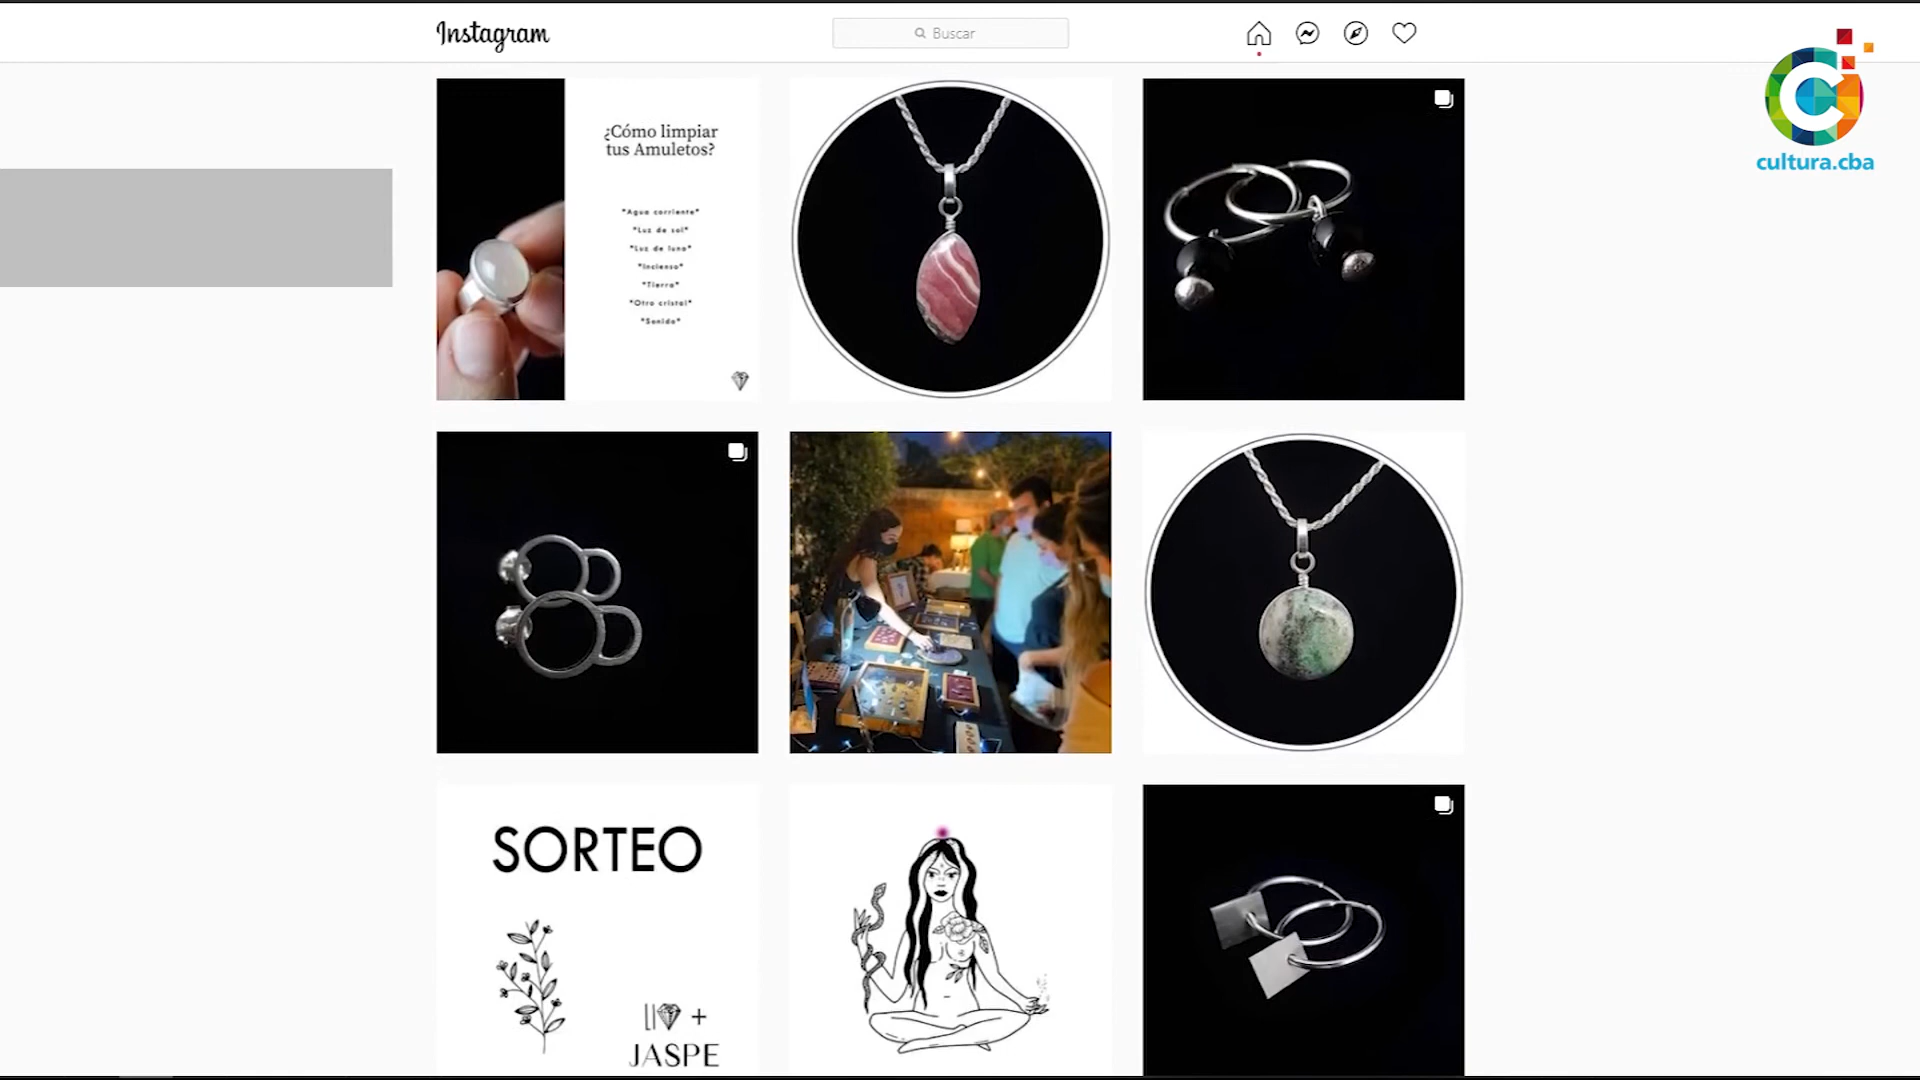 Instagram
Buscar
cultura.cba
¿Cómo limpiar
tus Amuletos?
"Agua corriente"
"Luz de sol"
"Luz de luna"
"Incienso"
"Tierra"
"Otro cristal"
"Sonido"
SORTEO
+
JASPE